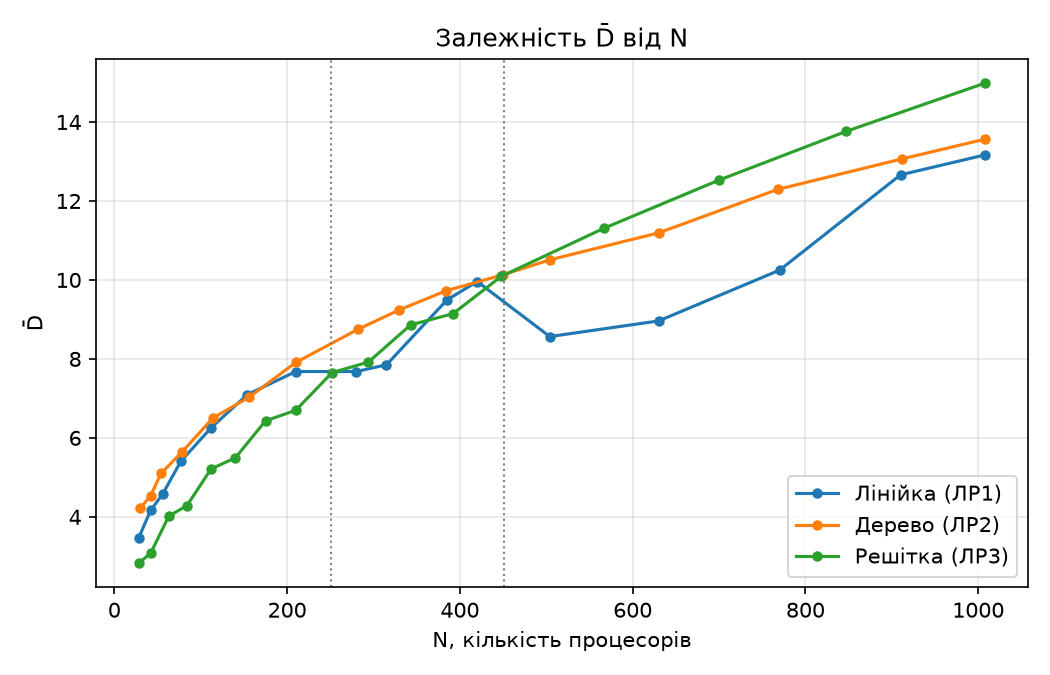 Залежність D̄ від N
14
12
10
8
6
4
D̄
0 200 400 600 800 1000
N, кількість процесорів
Лінійка (ЛР1)
Дерево (ЛР2)
Решітка (ЛР3)